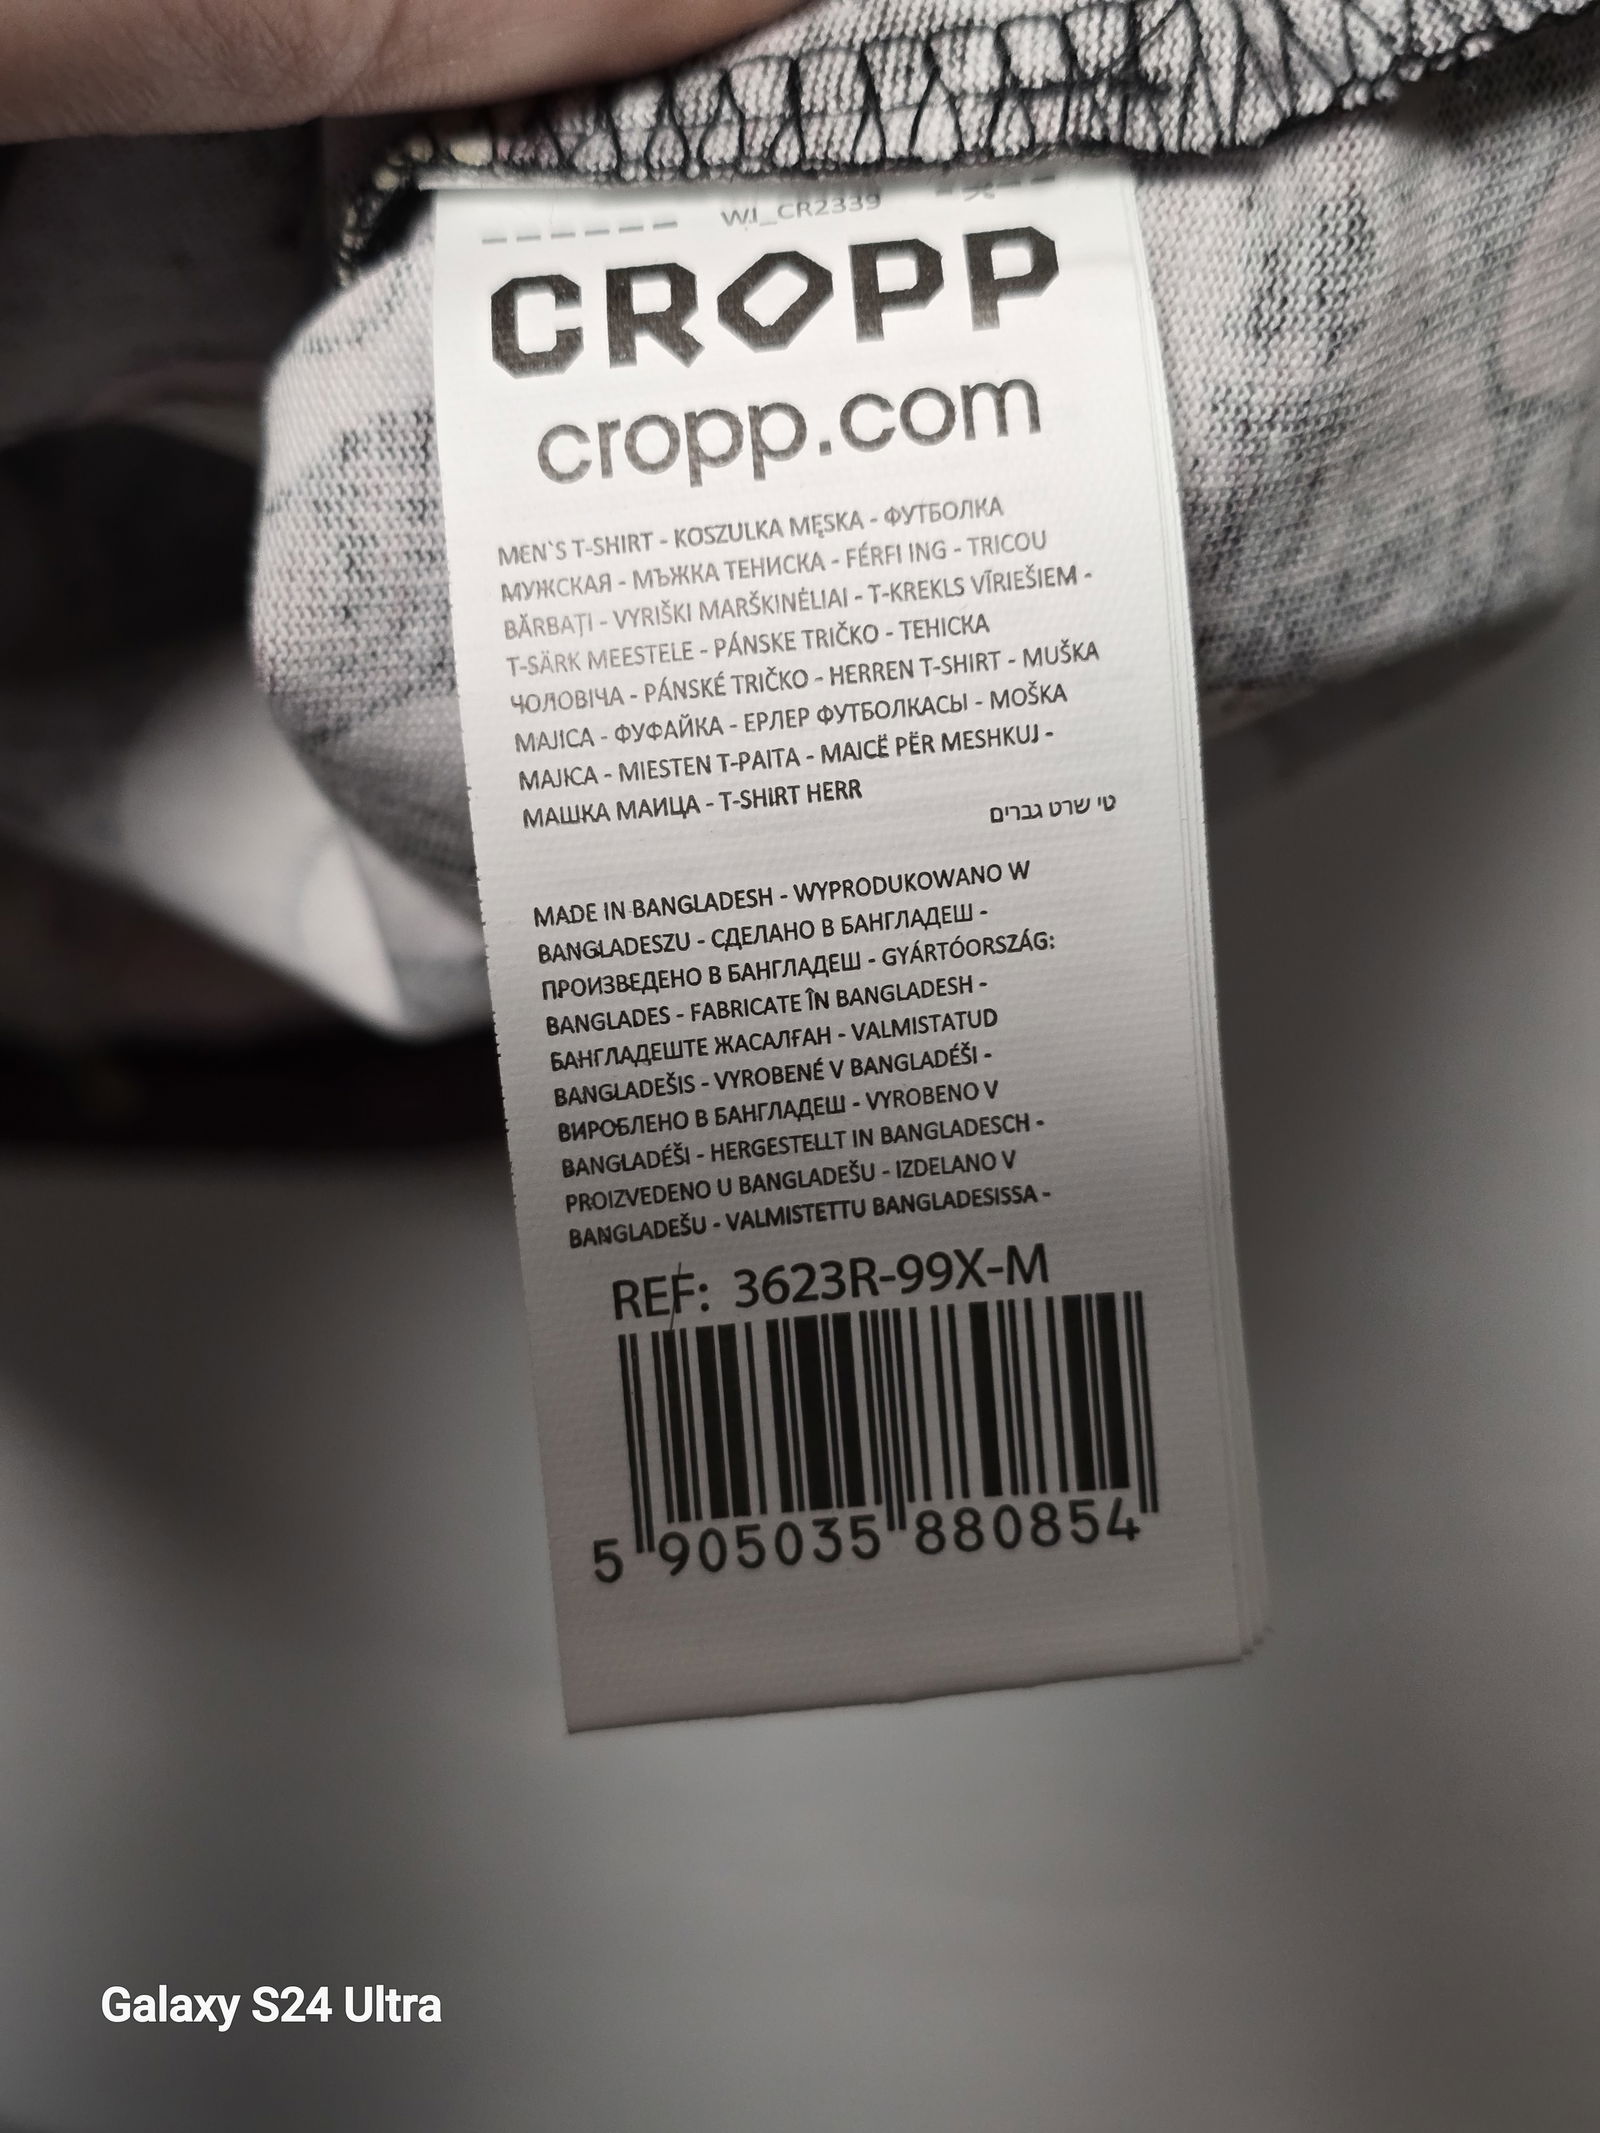 WI_CR2339
CROPP
cropp.com
MEN`S T-SHIRT - KOSZULKA MĘSKA - ФУТБОЛКА
МУЖСКАЯ - МЪЖКА ТЕНИСКА - FÉRFI ING - TRICOU
BĂRBAȚI - VYRIŠKI MARŠKINĖLIAI - T-KREKLS VĪRIEŠIEM -
T-SÄRK MEESTELE - PÁNSKE TRIČKO - ТЕНІСКА
ЧОЛОВІЧА - PÁNSKÉ TRIČKO - HERREN T-SHIRT - MUŠKA
MAJICA - ФУФАЙКА - ЕРЛЕР ФУТБОЛКАСЫ - MOŠKA
MAJICA - MIESTEN T-PAITA - MAICË PËR MESHKUJ -
МАШКА МАИЦА - T-SHIRT HERR
טי שרט גברים
MADE IN BANGLADESH - WYPRODUKOWANO W
BANGLADESZU - СДЕЛАНО В БАНГЛАДЕШ -
ПРОИЗВЕДЕНО В БАНГЛАДЕШ - GYÁRTÓORSZÁG:
BANGLADES - FABRICATE ÎN BANGLADESH -
БАНГЛАДЕШТЕ ЖАСАЛҒАН - VALMISTATUD
BANGLADEŠIS - VYROBENÉ V BANGLADÉŠI -
ВИРОБЛЕНО В БАНГЛАДЕШ - VYROBENO V
BANGLADÉŠI - HERGESTELLT IN BANGLADESCH -
PROIZVEDENO U BANGLADEŠU - IZDELANO V
BANGLADEŠU - VALMISTETTU BANGLADESISSA -
REF: 3623R-99X-M
5 905035 880854
Galaxy S24 Ultra